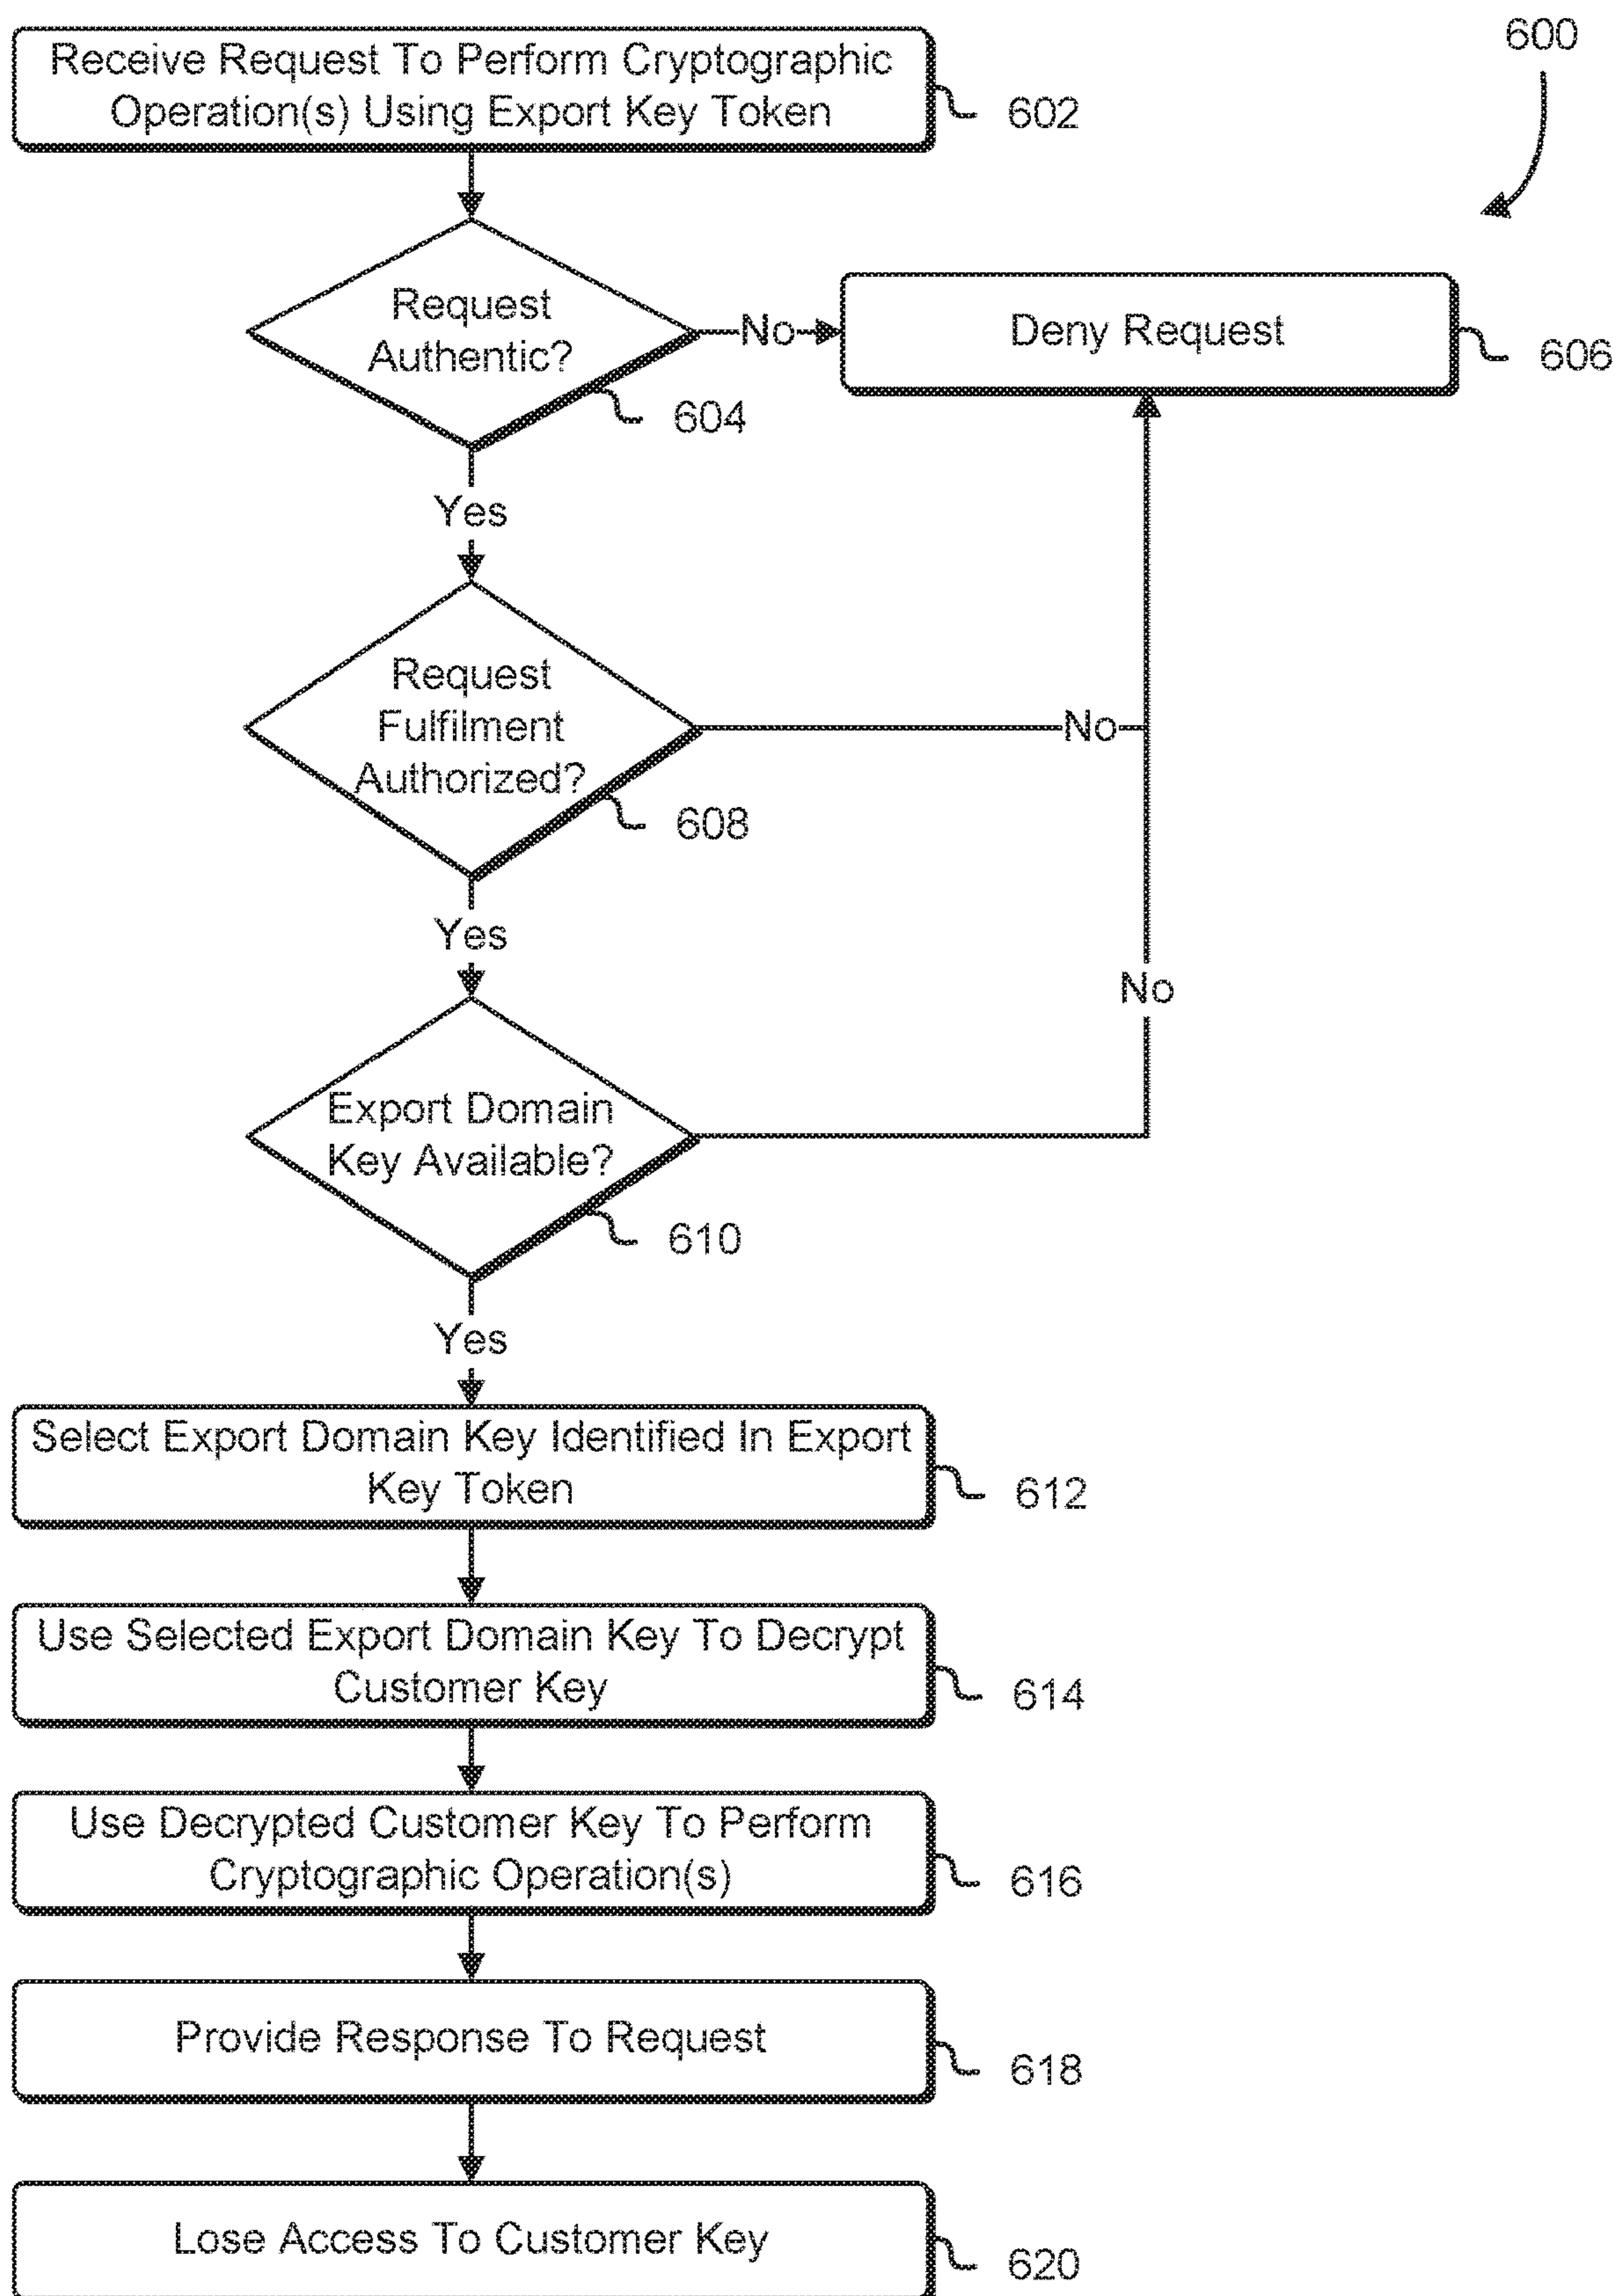 600
Receive Request To Perform Cryptographic
Operation(s) Using Export Key Token
602
Request
Authentic?
604
No
Deny Request
606
Yes
Request
Fulfilment
Authorized?
608
No
Yes
No
Export Domain
Key Available?
610
Yes
Select Export Domain Key Identified In Export
Key Token
612
Use Selected Export Domain Key To Decrypt
Customer Key
614
Use Decrypted Customer Key To Perform
Cryptographic Operation(s)
616
Provide Response To Request
618
Lose Access To Customer Key
620